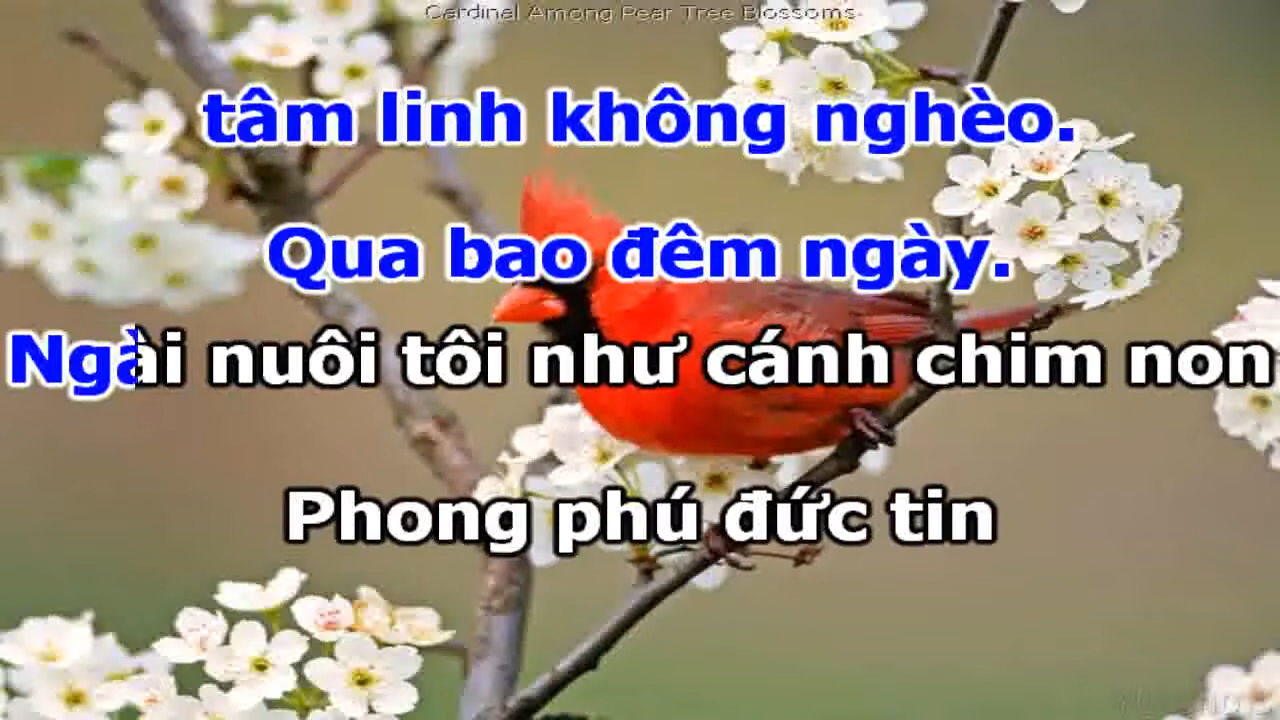 Cardinal Among Pear Tree Blossoms
tâm linh không nghèo.
Qua bao đêm ngày.
Ngài nuôi tôi như cánh chim non
Phong phú đức tin